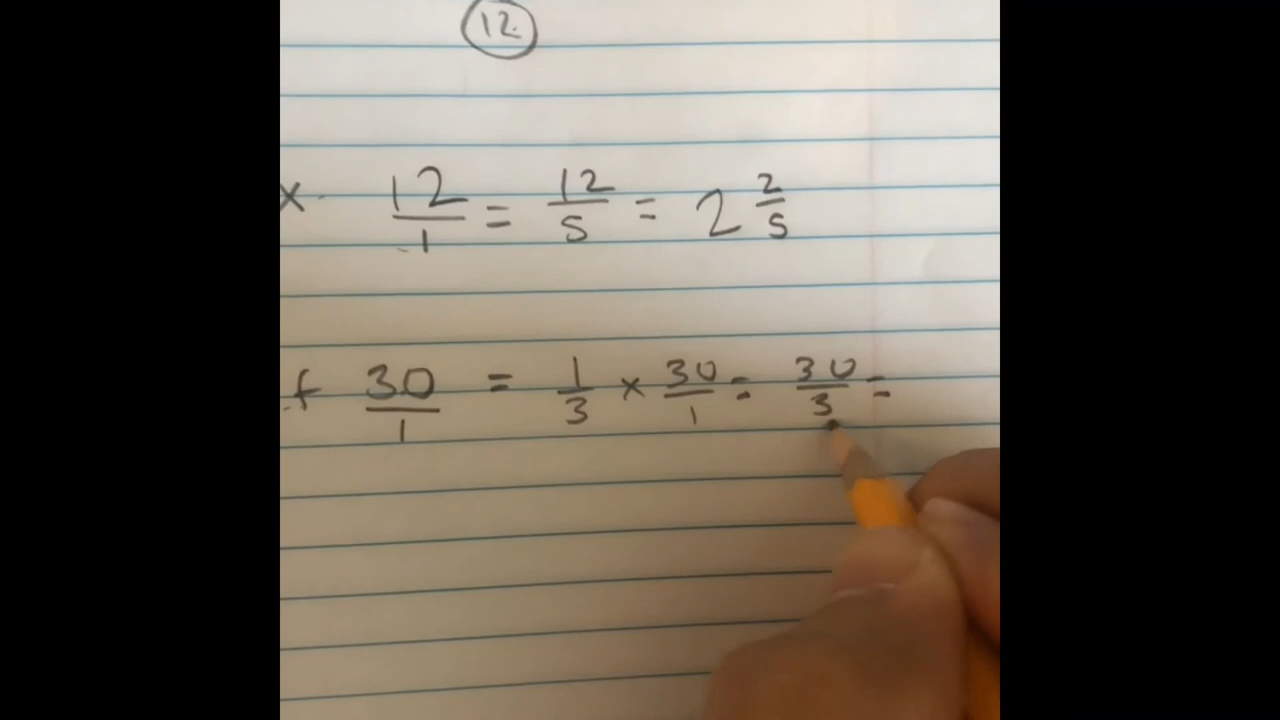 12.
x 12/1 = 12/5 = 2 2/5
f 30/1 = 1/3 x 30/1 = 30/3 =